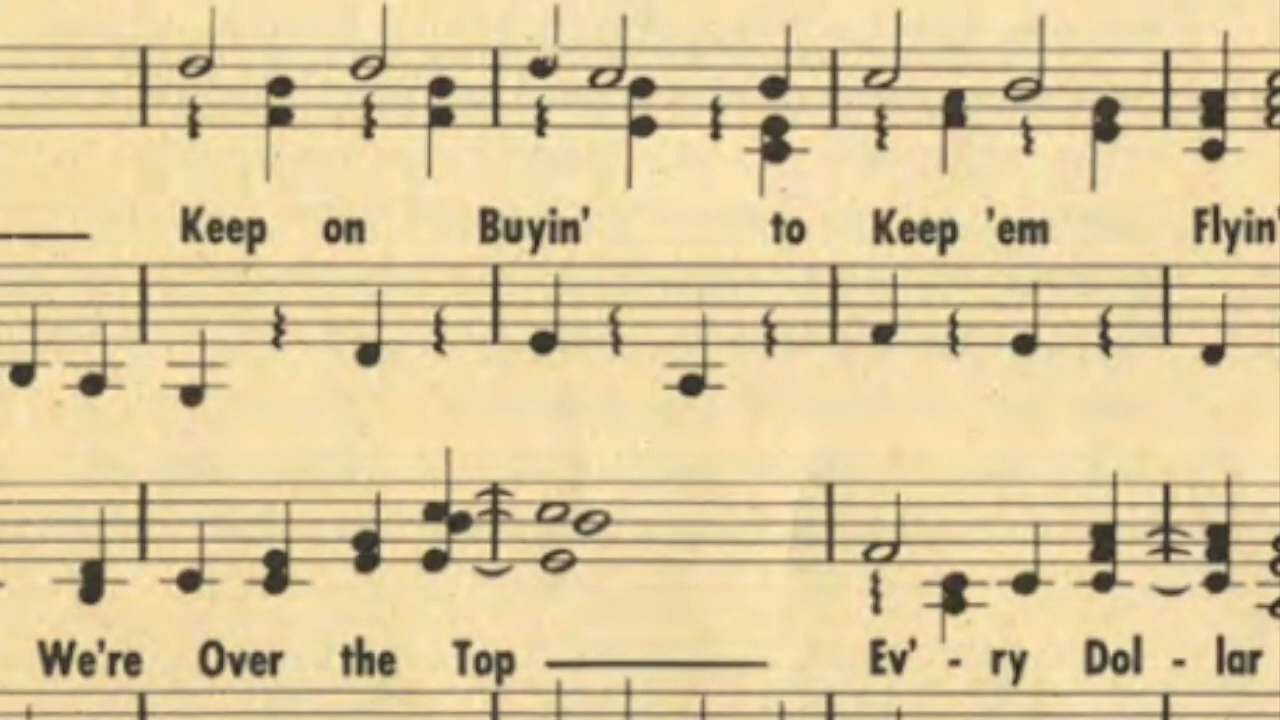 Keep on Buyin' to Keep 'em Flyin'
We're Over the Top Ev' - ry Dol - lar